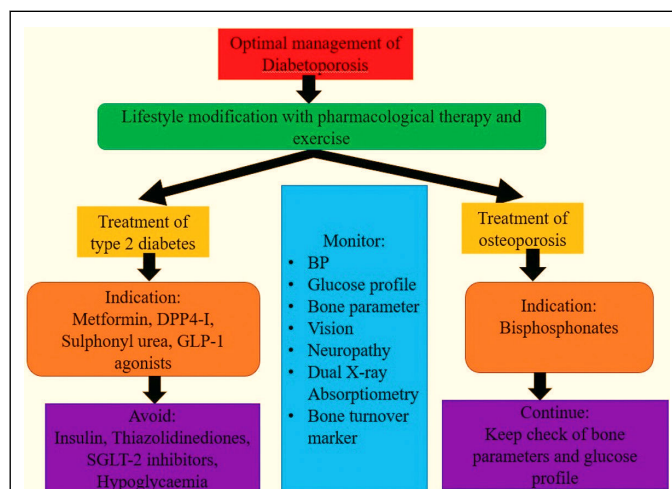 Optimal management of
Diabetoporosis
Lifestyle modification with pharmacological therapy and
exercise
Treatment of
type 2 diabetes
Indication:
Metformin, DPP4-I,
Sulphonyl urea, GLP-1
agonists
Avoid:
Insulin, Thiazolidinediones,
SGLT-2 inhibitors,
Hypoglycaemia
Monitor:
• BP
• Glucose profile
• Bone parameter
• Vision
• Neuropathy
• Dual X-ray
Absorptiometry
• Bone turnover
marker
Treatment of
osteoporosis
Indication:
Bisphosphonates
Continue:
Keep check of bone
parameters and glucose
profile